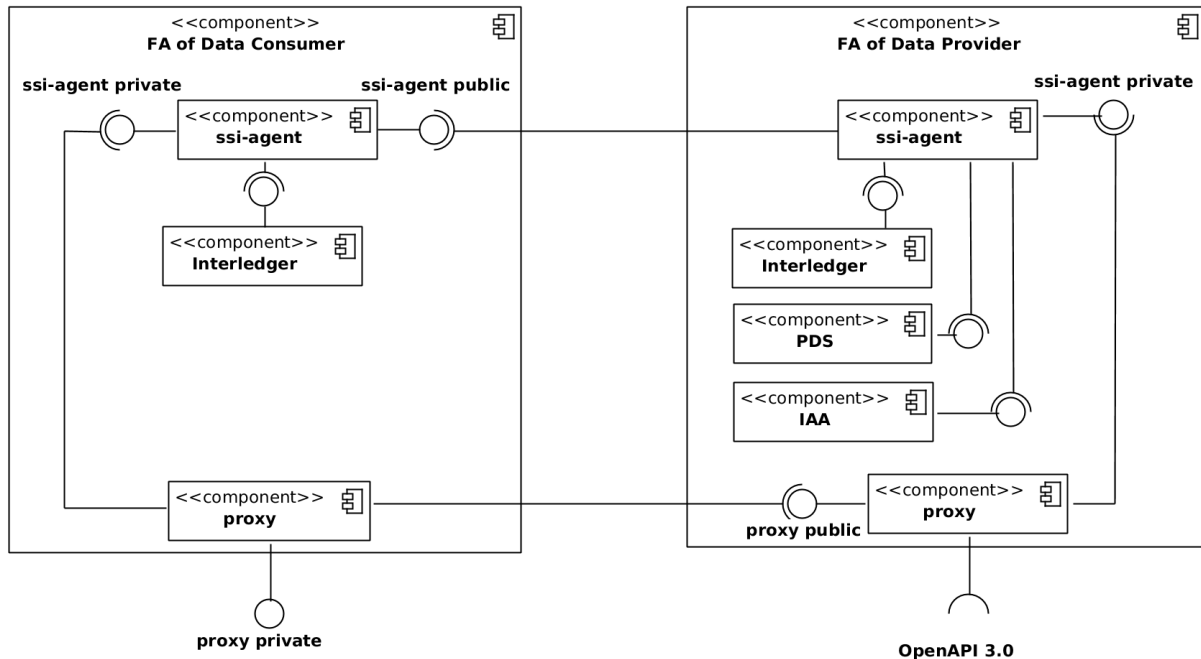 <<component>>
FA of Data Consumer
ssi-agent private
ssi-agent public
<<component>>
ssi-agent
<<component>>
Interledger
<<component>>
proxy
proxy private
<<component>>
FA of Data Provider
ssi-agent private
<<component>>
ssi-agent
<<component>>
Interledger
<<component>>
PDS
<<component>>
IAA
<<component>>
proxy
proxy public
OpenAPI 3.0